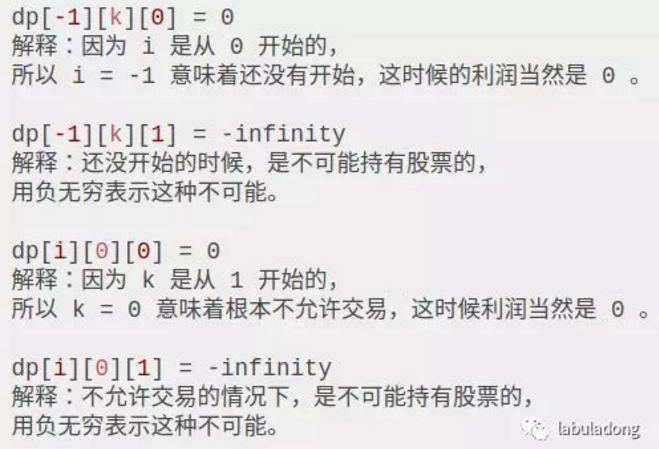 dp[-1][k][0] = 0
解释：因为 i 是从 0 开始的，
所以 i = -1 意味着还没有开始，这时候的利润当然是 0 。
dp[-1][k][1] = -infinity
解释：还没开始的时候，是不可能持有股票的，
用负无穷表示这种不可能。
dp[i][0][0] = 0
解释：因为 k 是从 1 开始的，
所以 k = 0 意味着根本不允许交易，这时候利润当然是 0 。
dp[i][0][1] = -infinity
解释：不允许交易的情况下，是不可能持有股票的，
用负无穷表示这种不可能。
labuladong